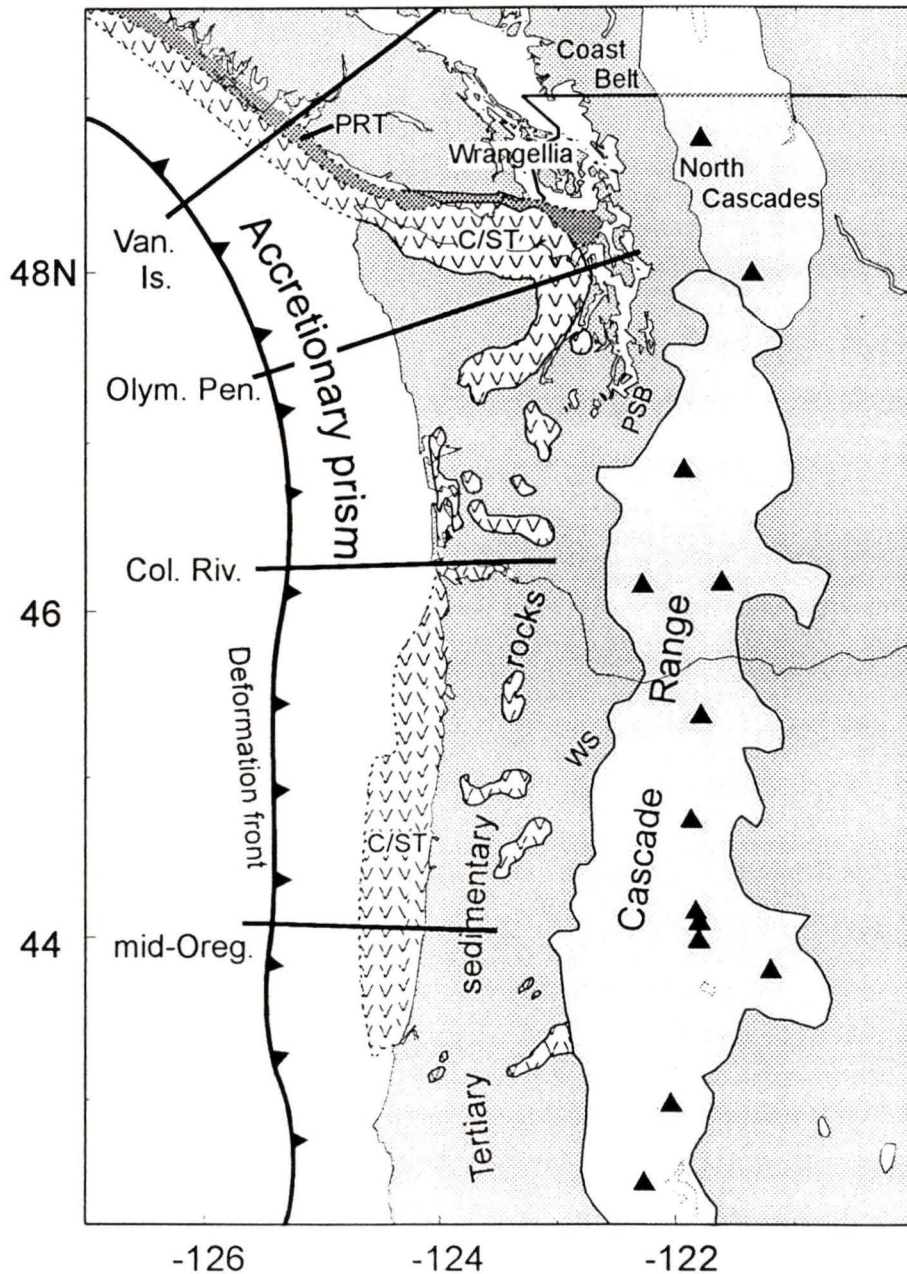 Coast
Belt
PRT
Wrangellia
North
Cascades
C/ST
Van.
Is.
48N
Accretionary prism
Olym. Pen.
PSB
Col. Riv.
46
rocks
Range
Deformation front
WS
Cascade
C/ST
sedimentary
44
mid-Oreg.
Tertiary
-126
-124
-122